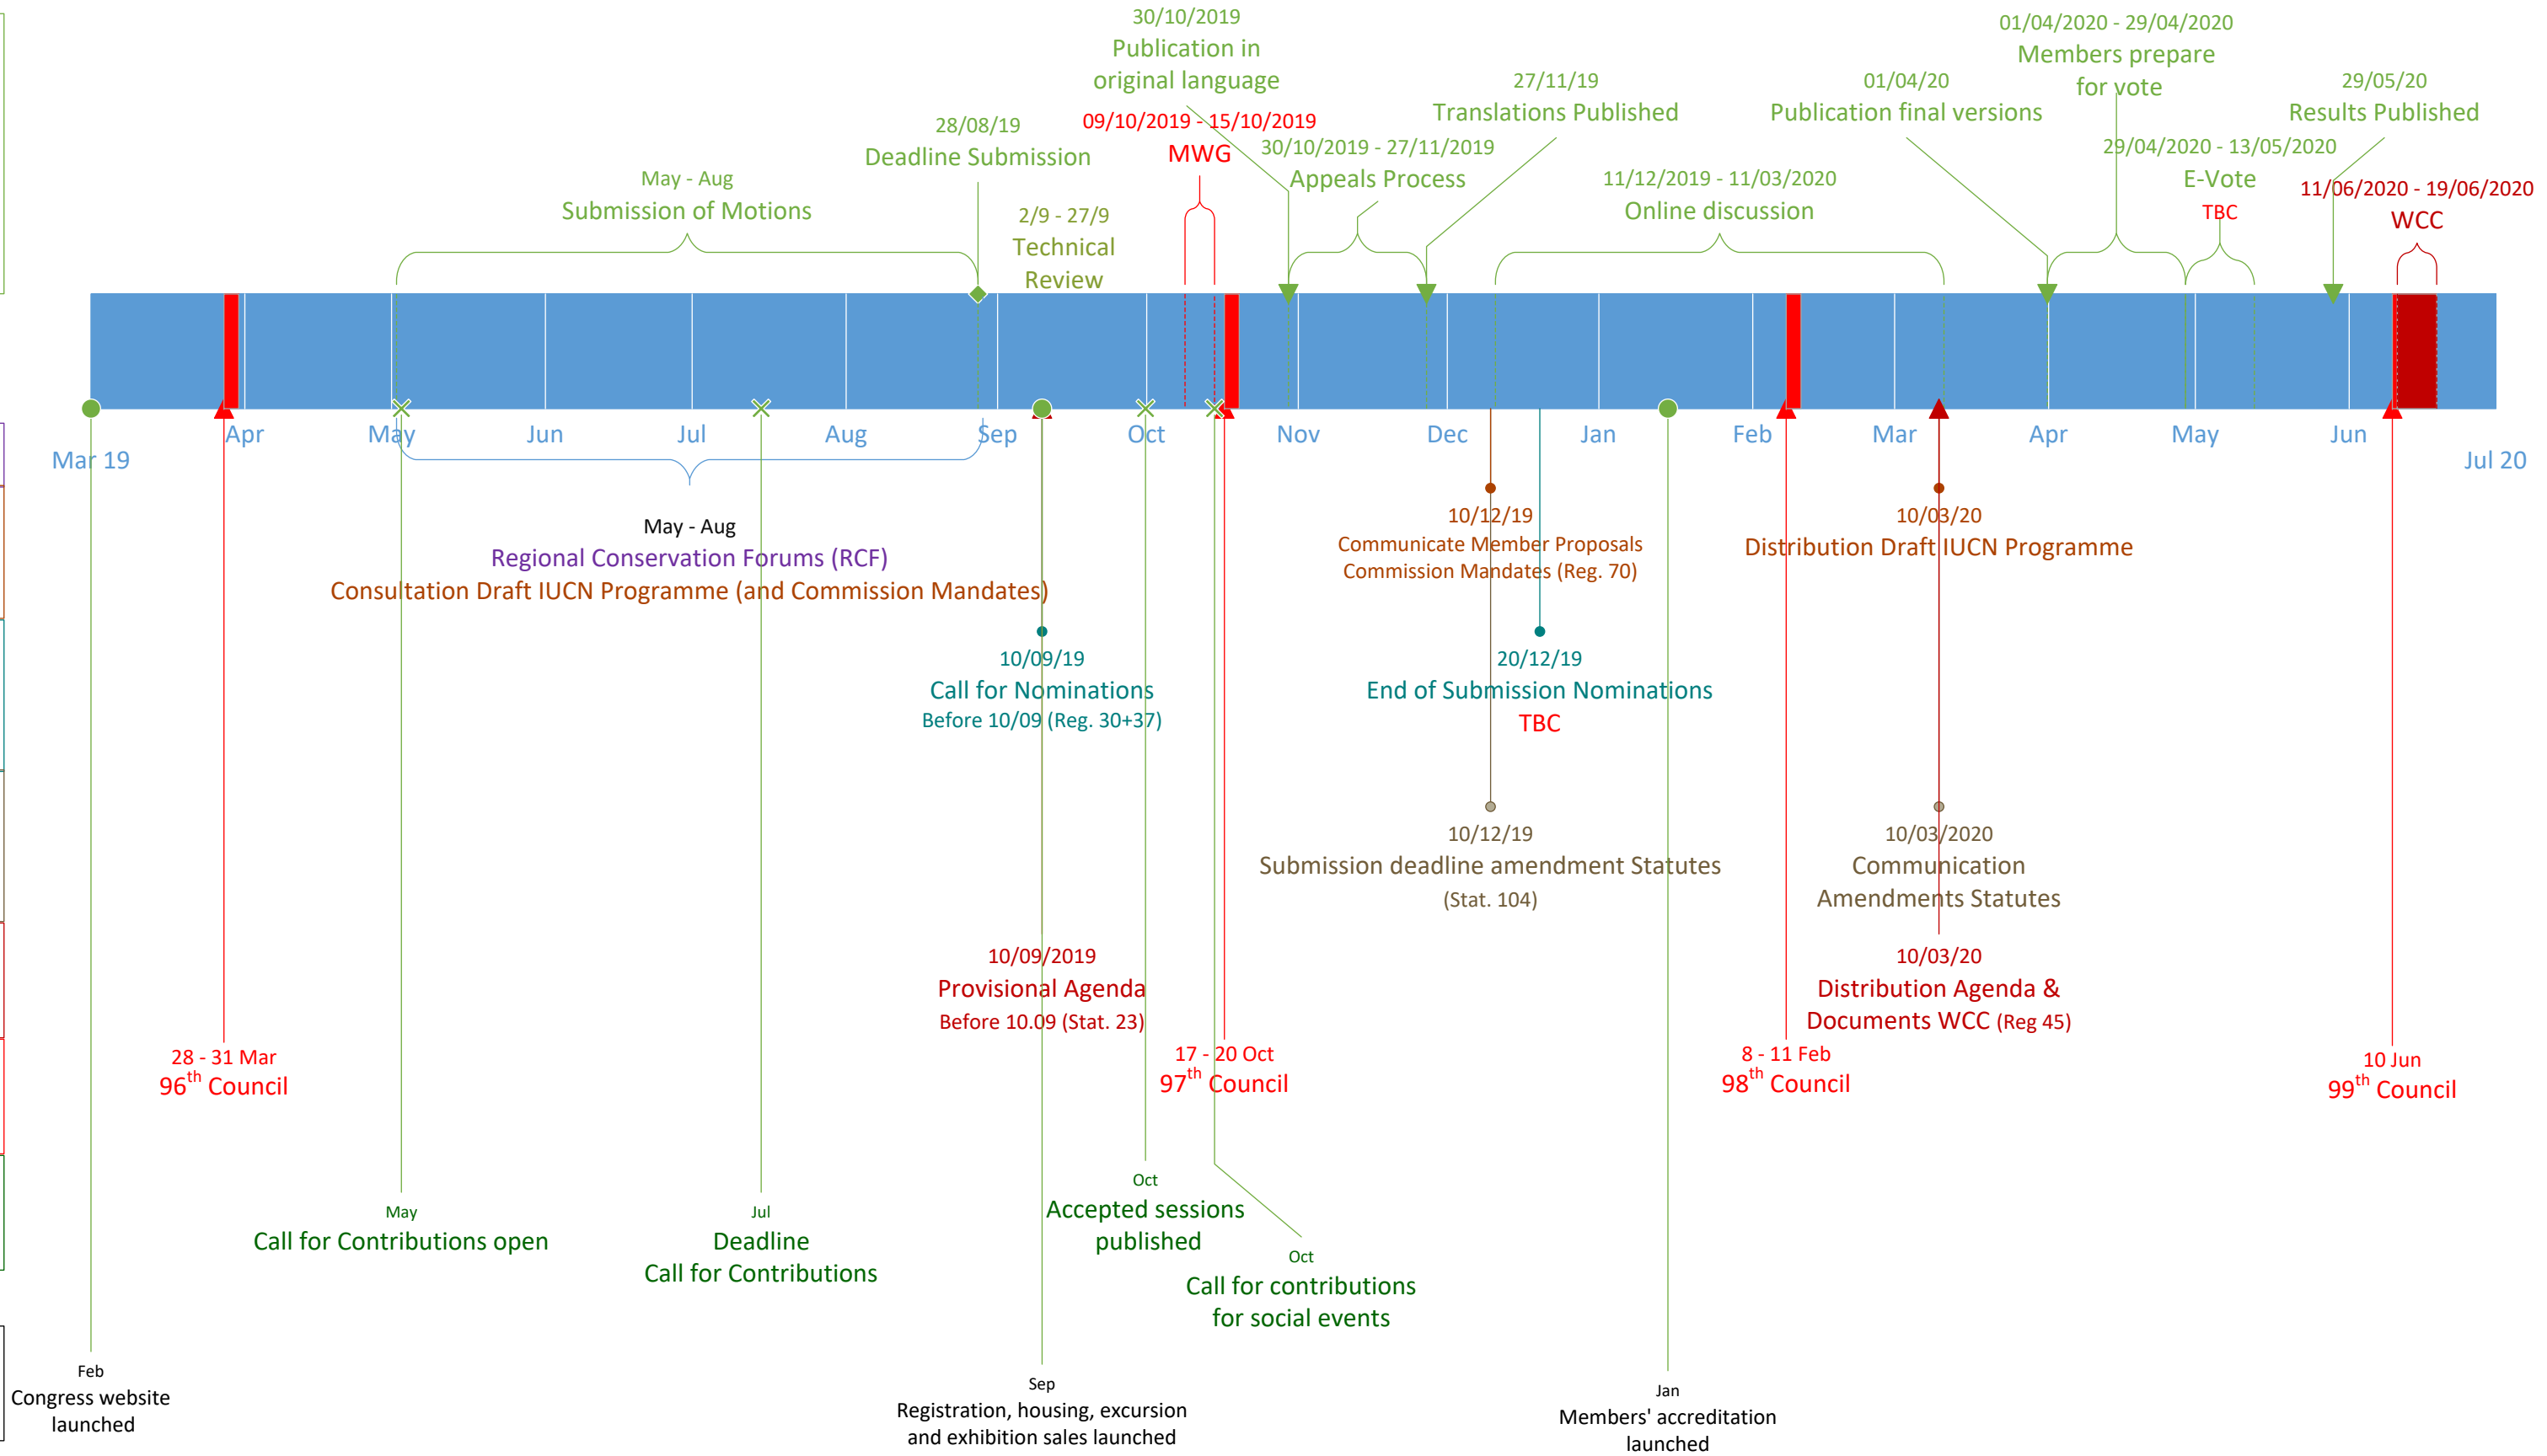 30/10/2019
Publication in
original language
01/04/2020 - 29/04/2020
Members prepare
for vote
27/11/19
Translations Published
01/04/20
Publication final versions
29/05/20
Results Published
28/08/19
Deadline Submission
09/10/2019 - 15/10/2019
MWG
30/10/2019 - 27/11/2019
Appeals Process
29/04/2020 - 13/05/2020
E-Vote
TBC
May - Aug
Submission of Motions
11/12/2019 - 11/03/2020
Online discussion
11/06/2020 - 19/06/2020
WCC
2/9 - 27/9
Technical
Review
Mar 19
Apr
May
Jun
Jul
Aug
Sep
Oct
Nov
Dec
Jan
Feb
Mar
Apr
May
Jun
Jul 20
May - Aug
Regional Conservation Forums (RCF)
Consultation Draft IUCN Programme (and Commission Mandates)
10/12/19
Communicate Member Proposals
Commission Mandates (Reg. 70)
10/03/20
Distribution Draft IUCN Programme
10/09/19
Call for Nominations
Before 10/09 (Reg. 30+37)
20/12/19
End of Submission Nominations
TBC
10/12/19
Submission deadline amendment Statutes
(Stat. 104)
10/03/2020
Communication
Amendments Statutes
10/09/2019
Provisional Agenda
Before 10.09 (Stat. 23)
10/03/20
Distribution Agenda &
Documents WCC (Reg 45)
28 - 31 Mar
96th Council
17 - 20 Oct
97th Council
8 - 11 Feb
98th Council
10 Jun
99th Council
May
Call for Contributions open
Jul
Deadline
Call for Contributions
Oct
Accepted sessions
published
Oct
Call for contributions
for social events
Feb
Congress website
launched
Sep
Registration, housing, excursion
and exhibition sales launched
Jan
Members' accreditation
launched